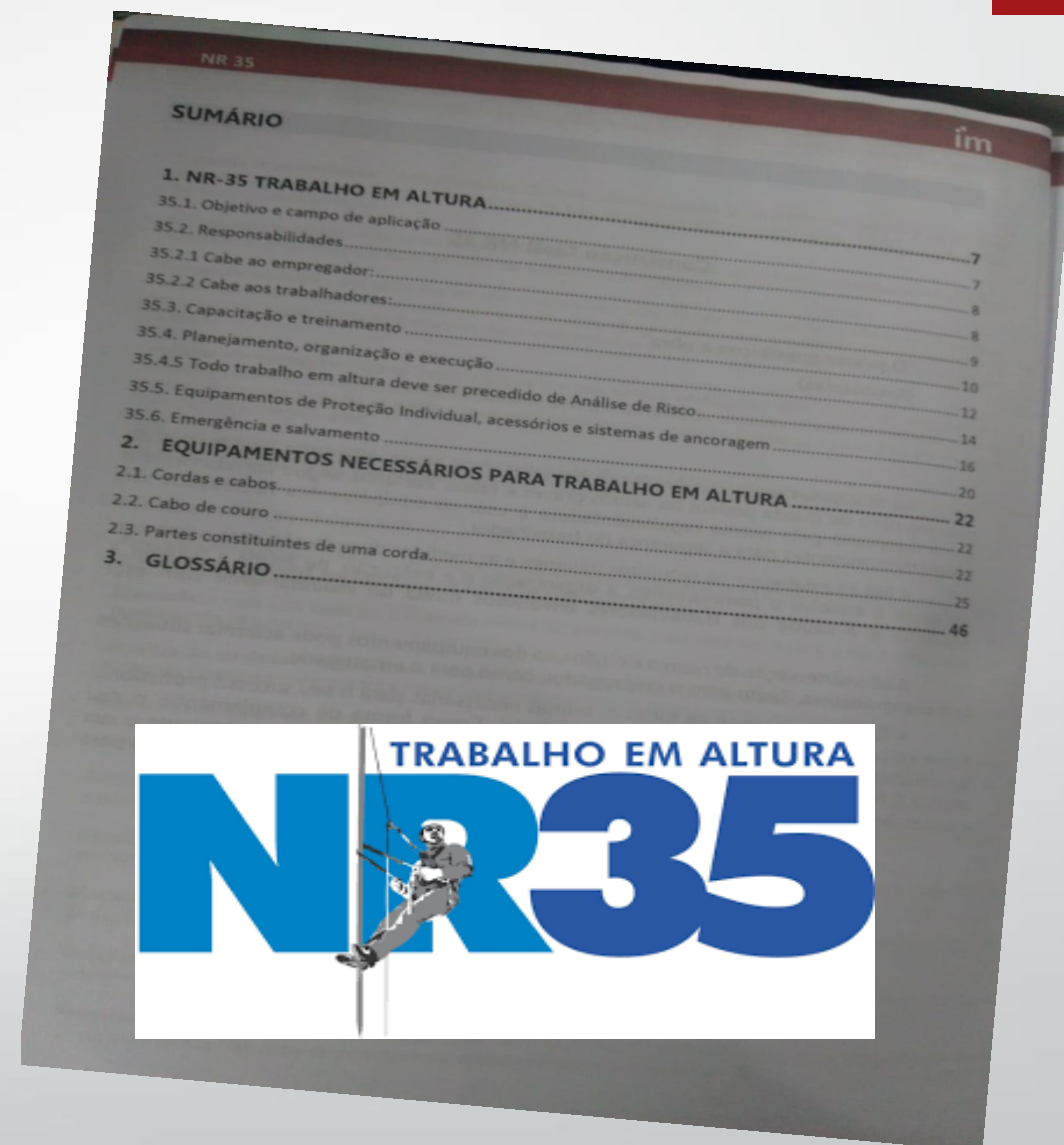 NR 35
im
SUMÁRIO
1. NR-35 TRABALHO EM ALTURA.....7
35.1. Objetivo e campo de aplicação.....7
35.2. Responsabilidades.....8
35.2.1 Cabe ao empregador:.....8
35.2.2 Cabe aos trabalhadores:.....9
35.3. Capacitação e treinamento.....10
35.4. Planejamento, organização e execução.....12
35.4.5 Todo trabalho em altura deve ser precedido de Análise de Risco.....14
35.5. Equipamentos de Proteção Individual, acessórios e sistemas de ancoragem.....16
35.6. Emergência e salvamento.....20
2. EQUIPAMENTOS NECESSÁRIOS PARA TRABALHO EM ALTURA.....22
2.1. Cordas e cabos.....22
2.2. Cabo de couro.....22
2.3. Partes constituintes de uma corda.....25
3. GLOSSÁRIO.....46
TRABALHO EM ALTURA
NR35